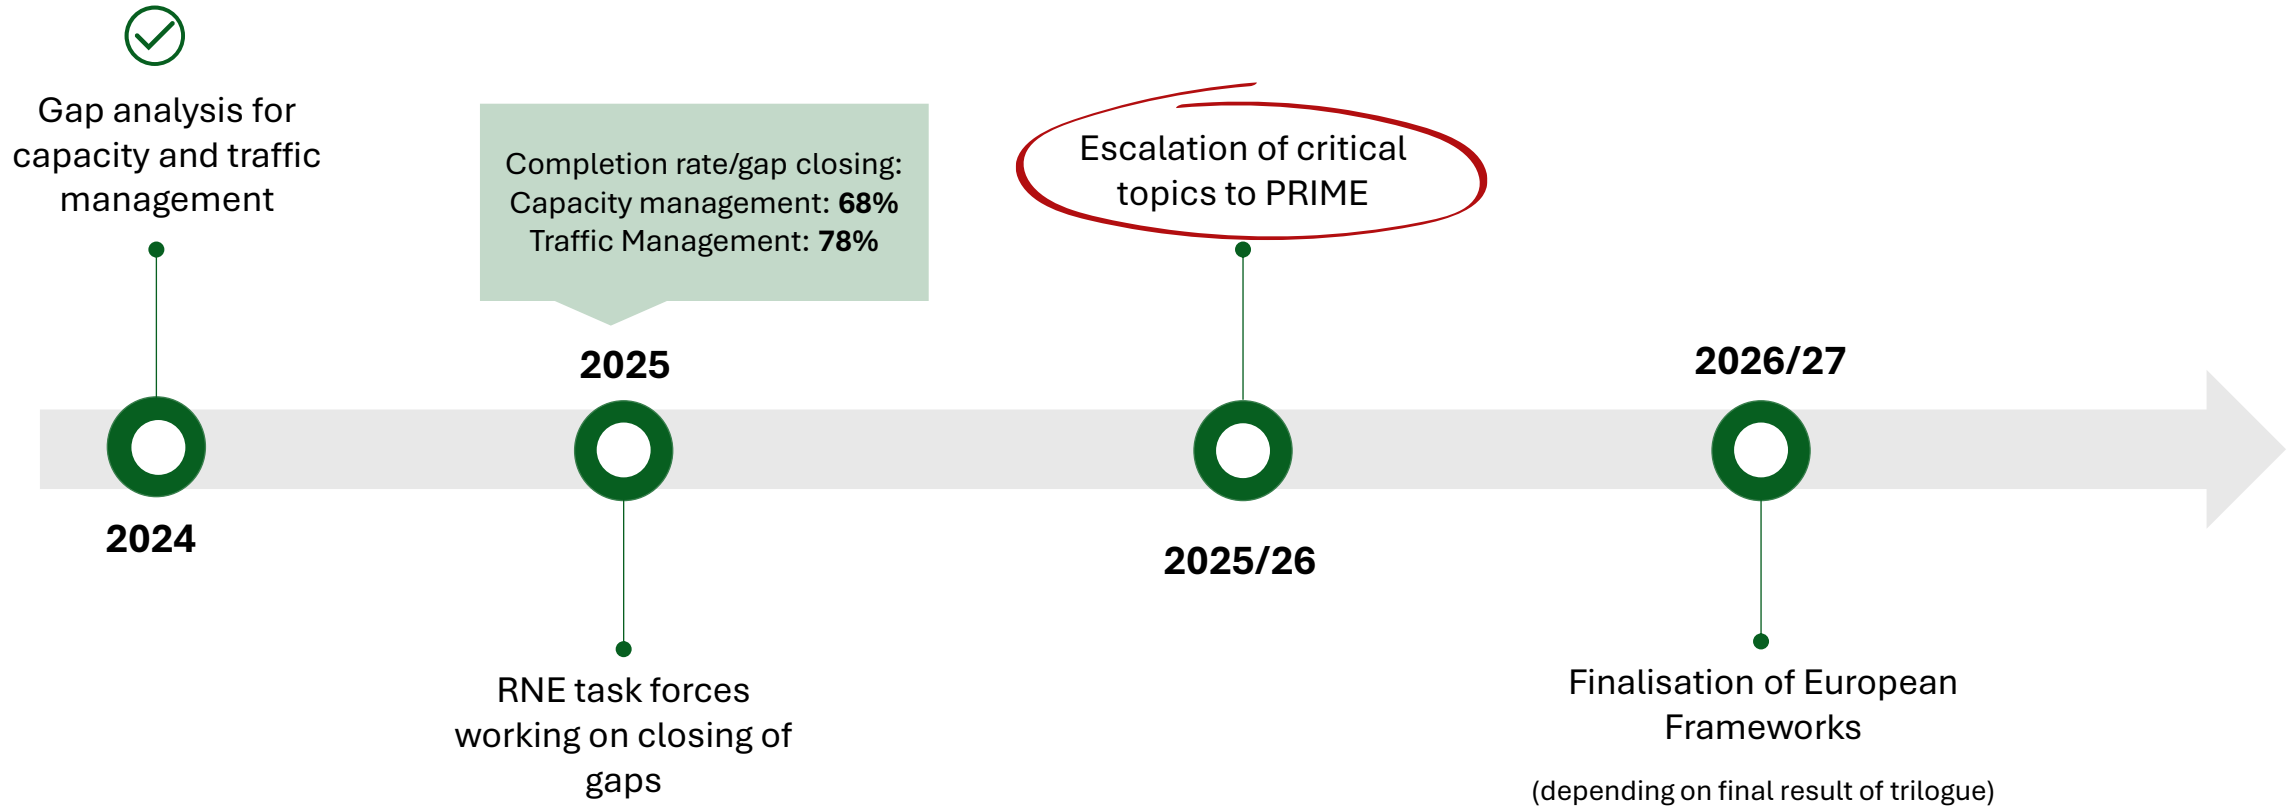 Gap analysis for
capacity and traffic
management
2024
Completion rate/gap closing:
Capacity management: 68%
Traffic Management: 78%
2025
RNE task forces
working on closing of
gaps
Escalation of critical
topics to PRIME
2025/26
2026/27
Finalisation of European
Frameworks
(depending on final result of trilogue)